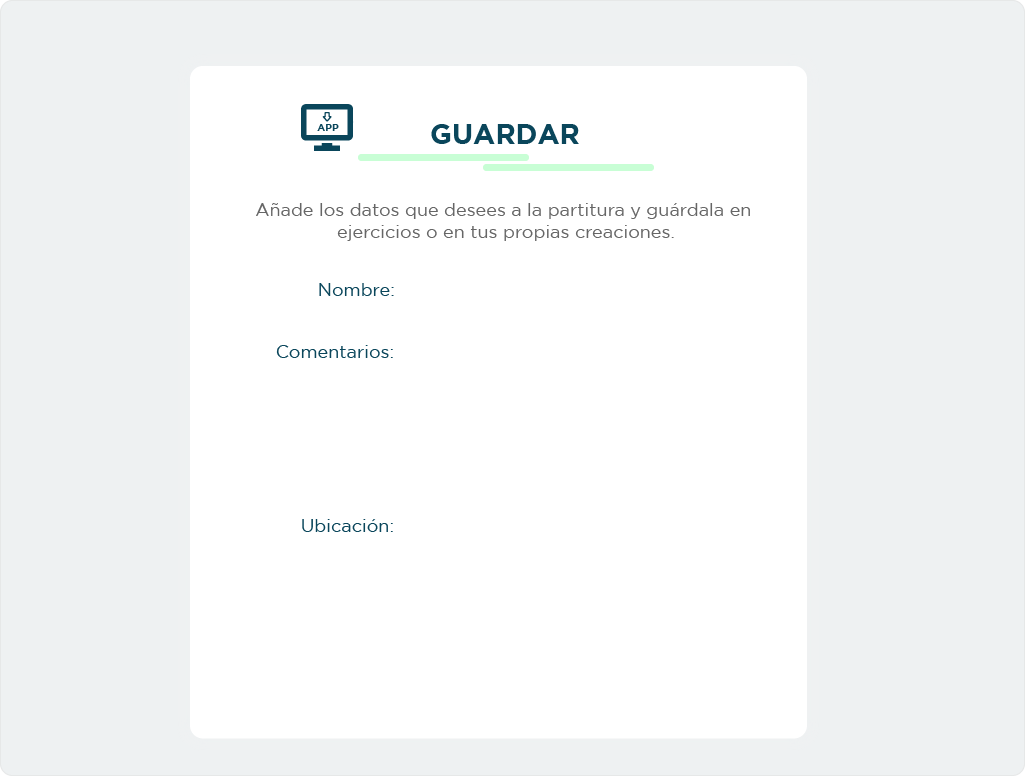 APP
GUARDAR
Añade los datos que desees a la partitura y guárdala en
ejercicios o en tus propias creaciones.
Nombre:
Comentarios:
Ubicación: